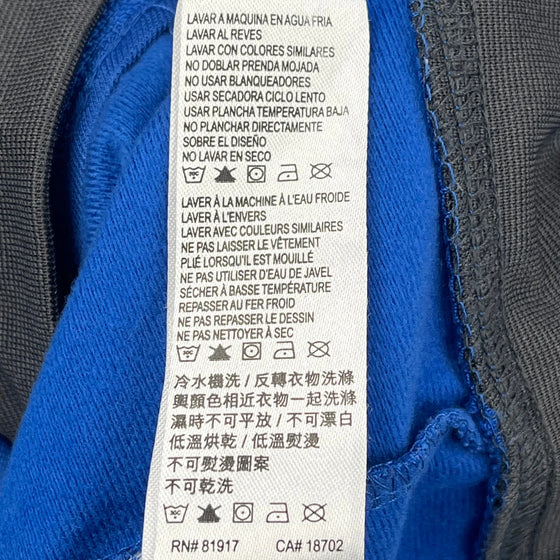 LAVAR A MAQUINA EN AGUA FRIA
LAVAR AL REVES
LAVAR CON COLORES SIMILARES
NO DOBLAR PRENDA MOJADA
NO USAR BLANQUEADORES
USAR SECADORA CICLO LENTO
USAR PLANCHA TEMPERATURA BAJA
NO PLANCHAR DIRECTAMENTE
SOBRE EL DISEÑO
NO LAVAR EN SECO
LAVER À LA MACHINE À L'EAU FROIDE
LAVER À L'ENVERS
LAVER AVEC COULEURS SIMILAIRES
NE PAS LAISSER LE VÊTEMENT
PLIÉ LORSQU'IL EST MOUILLÉ
NE PAS UTILISER D'EAU DE JAVEL
SÉCHER À BASSE TEMPÉRATURE
REPASSER AU FER FROID
NE PAS REPASSER LE DESSIN
NE PAS NETTOYER À SEC
冷水機洗 / 反轉衣物洗滌
與顏色相近衣物一起洗滌
濕時不可平放 / 不可漂白
低溫烘乾 / 低溫熨燙
不可熨燙圖案
不可乾洗
RN# 81917 CA# 18702